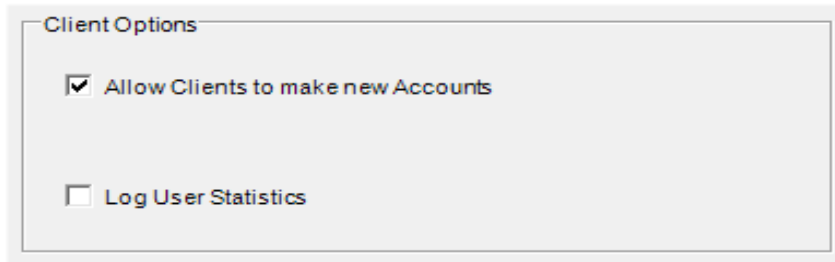 Client Options
Allow Clients to make new Accounts
Log User Statistics